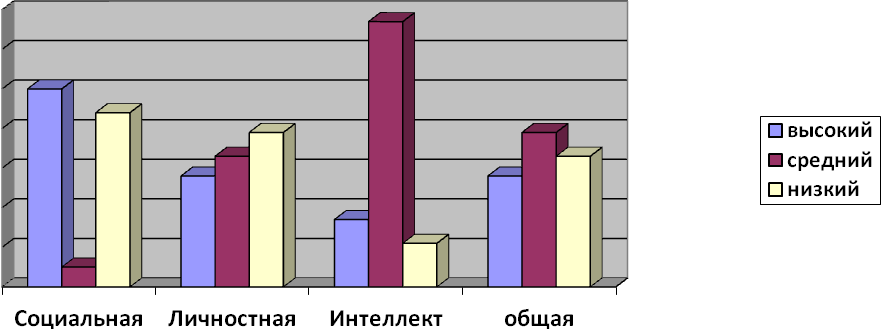 высокий
средний
низкий
Социальная Личностная Интеллект общая